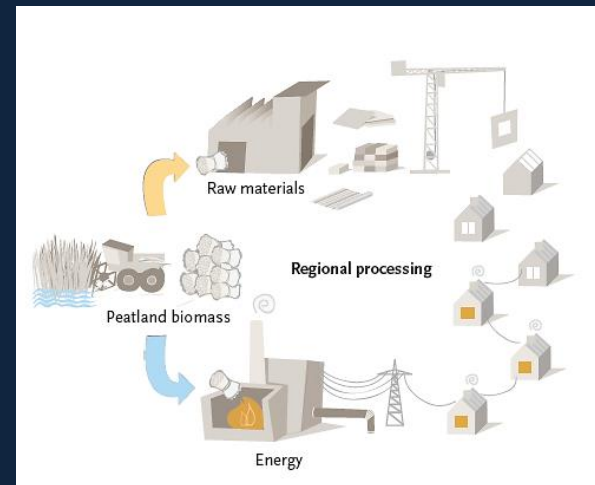 Raw materials
Regional processing
Peatland biomass
Energy